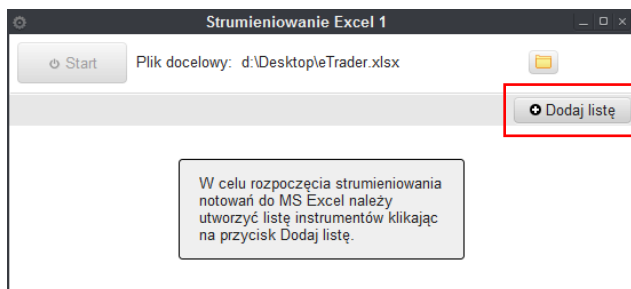 Strumieniowanie Excel 1
Start
Plik docelowy: d:\Desktop\eTrader.xlsx
Dodaj listę
W celu rozpoczęcia strumieniowania
notowań do MS Excel należy
utworzyć listę instrumentów klikając
na przycisk Dodaj listę.